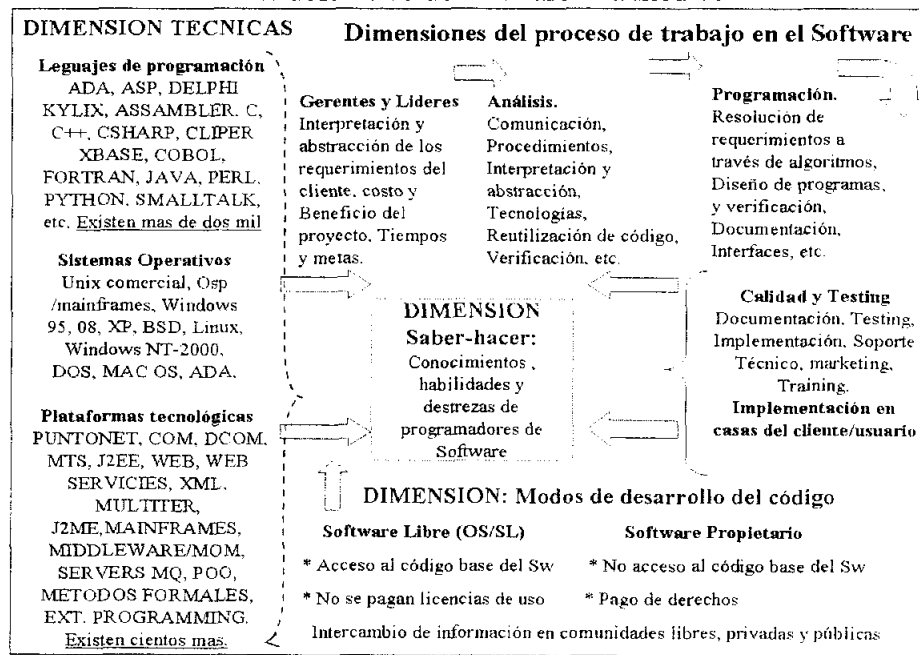 DIMENSION TECNICAS
Leguajes de programación
ADA, ASP, DELPHI
KYLIX, ASSAMBLER. C,
C++, CSHARP, CLIPER
XBASE, COBOL,
FORTRAN, JAVA, PERL.
PYTHON. SMALLTALK,
etc. Existen mas de dos mil
Sistemas Operativos
Unix comercial, Osp
/mainframes, Windows
95, 08, XP, BSD, Linux,
Windows NT-2000,
DOS, MAC OS, ADA.
Plataformas tecnológicas
PUNTONET, COM, DCOM,
MTS, J2EE, WEB, WEB
SERVICIES, XML.
MULTITER,
J2ME,MAINFRAMES,
MIDDLEWARE/MOM,
SERVERS MQ, POO,
METODOS FORMALES,
EXT. PROGRAMMING.
Existen cientos mas.
Dimensiones del proceso de trabajo en el Software
Gerentes y Lideres
Interpretación y
abstracción de los
requerimientos del
cliente. costo y
Beneficio del
proyecto. Tiempos
y metas.
Análisis.
Comunicación,
Procedimientos,
Interpretación y
abstracción,
Tecnologías,
Reutilización de código,
Verificación. etc.
Programación.
Resolución de
requerimientos a
través de algoritmos,
Diseño de programas,
y verificación,
Documentación,
Interfaces, etc.
DIMENSION
Saber-hacer:
Conocimientos ,
habilidades y
destrezas de
programadores de
Software
Calidad y Testing
Documentación. Testing,
Implementación, Soporte
Técnico, marketing,
Training.
Implementación en
casas del cliente/usuario
DIMENSION: Modos de desarrollo del código
Software Libre (OS/SL)
* Acceso al código base del Sw
* No se pagan licencias de uso
Software Propietario
* No acceso al código base del Sw
* Pago de derechos
Intercambio de información en comunidades libres, privadas y públicas